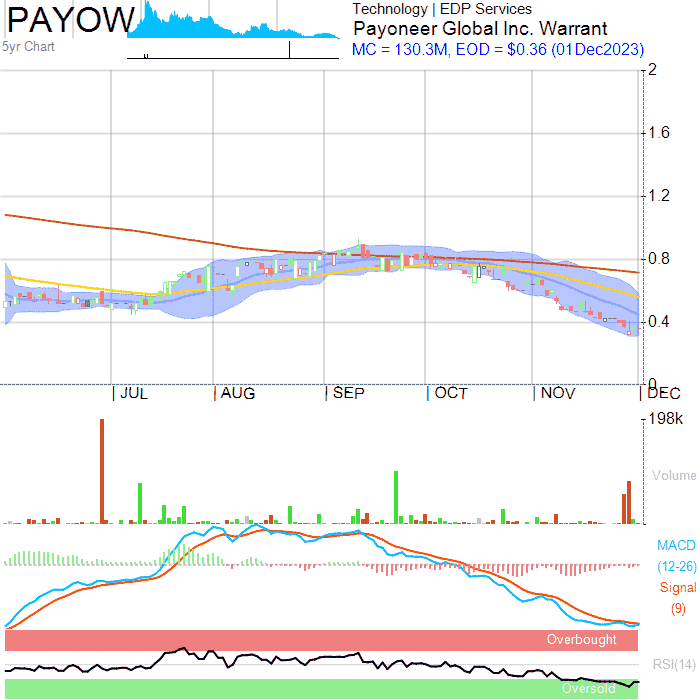 PAYOW
5yr Chart
Technology | EDP Services
Payoneer Global Inc. Warrant
MC = 130.3M, EOD = $0.36 (01Dec2023)
2
1.6
1.2
0.8
0.4
0
JUL
AUG
SEP
OCT
NOV
DEC
198k
Volume
MACD
(12-26)
Signal
(9)
Overbought
RSI(14)
Oversold